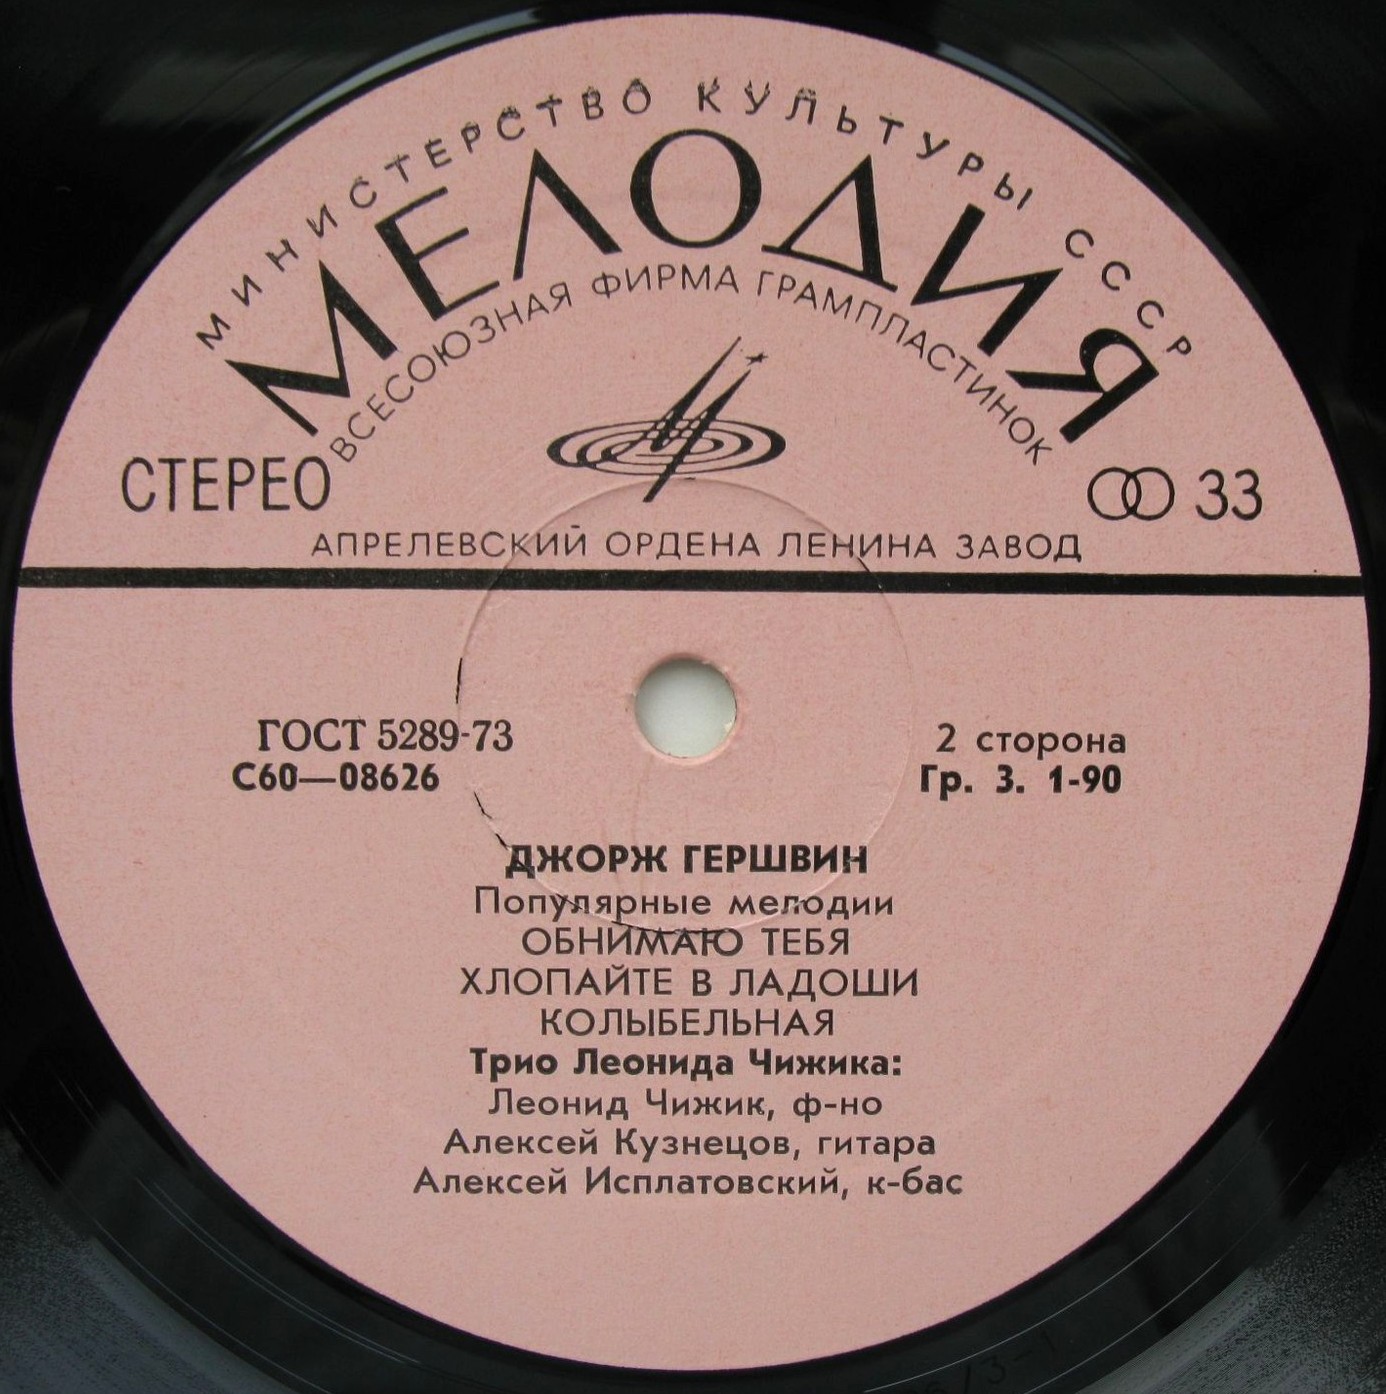 МИНИСТЕРСТВО КУЛЬТУРЫ СССР
МЕЛОДИЯ
ВСЕСОЮЗНАЯ ФИРМА ГРАМПЛАСТИНОК
СТЕРЕО
33
АПРЕЛЕВСКИЙ ОРДЕНА ЛЕНИНА ЗАВОД
ГОСТ 5289-73
2 сторона
С60—08626
Гр. 3. 1-90
ДЖОРЖ ГЕРШВИН
Популярные мелодии
ОБНИМАЮ ТЕБЯ
ХЛОПАЙТЕ В ЛАДОШИ
КОЛЫБЕЛЬНАЯ
Трио Леонида Чижика:
Леонид Чижик, ф-но
Алексей Кузнецов, гитара
Алексей Исплатовский, к-бас